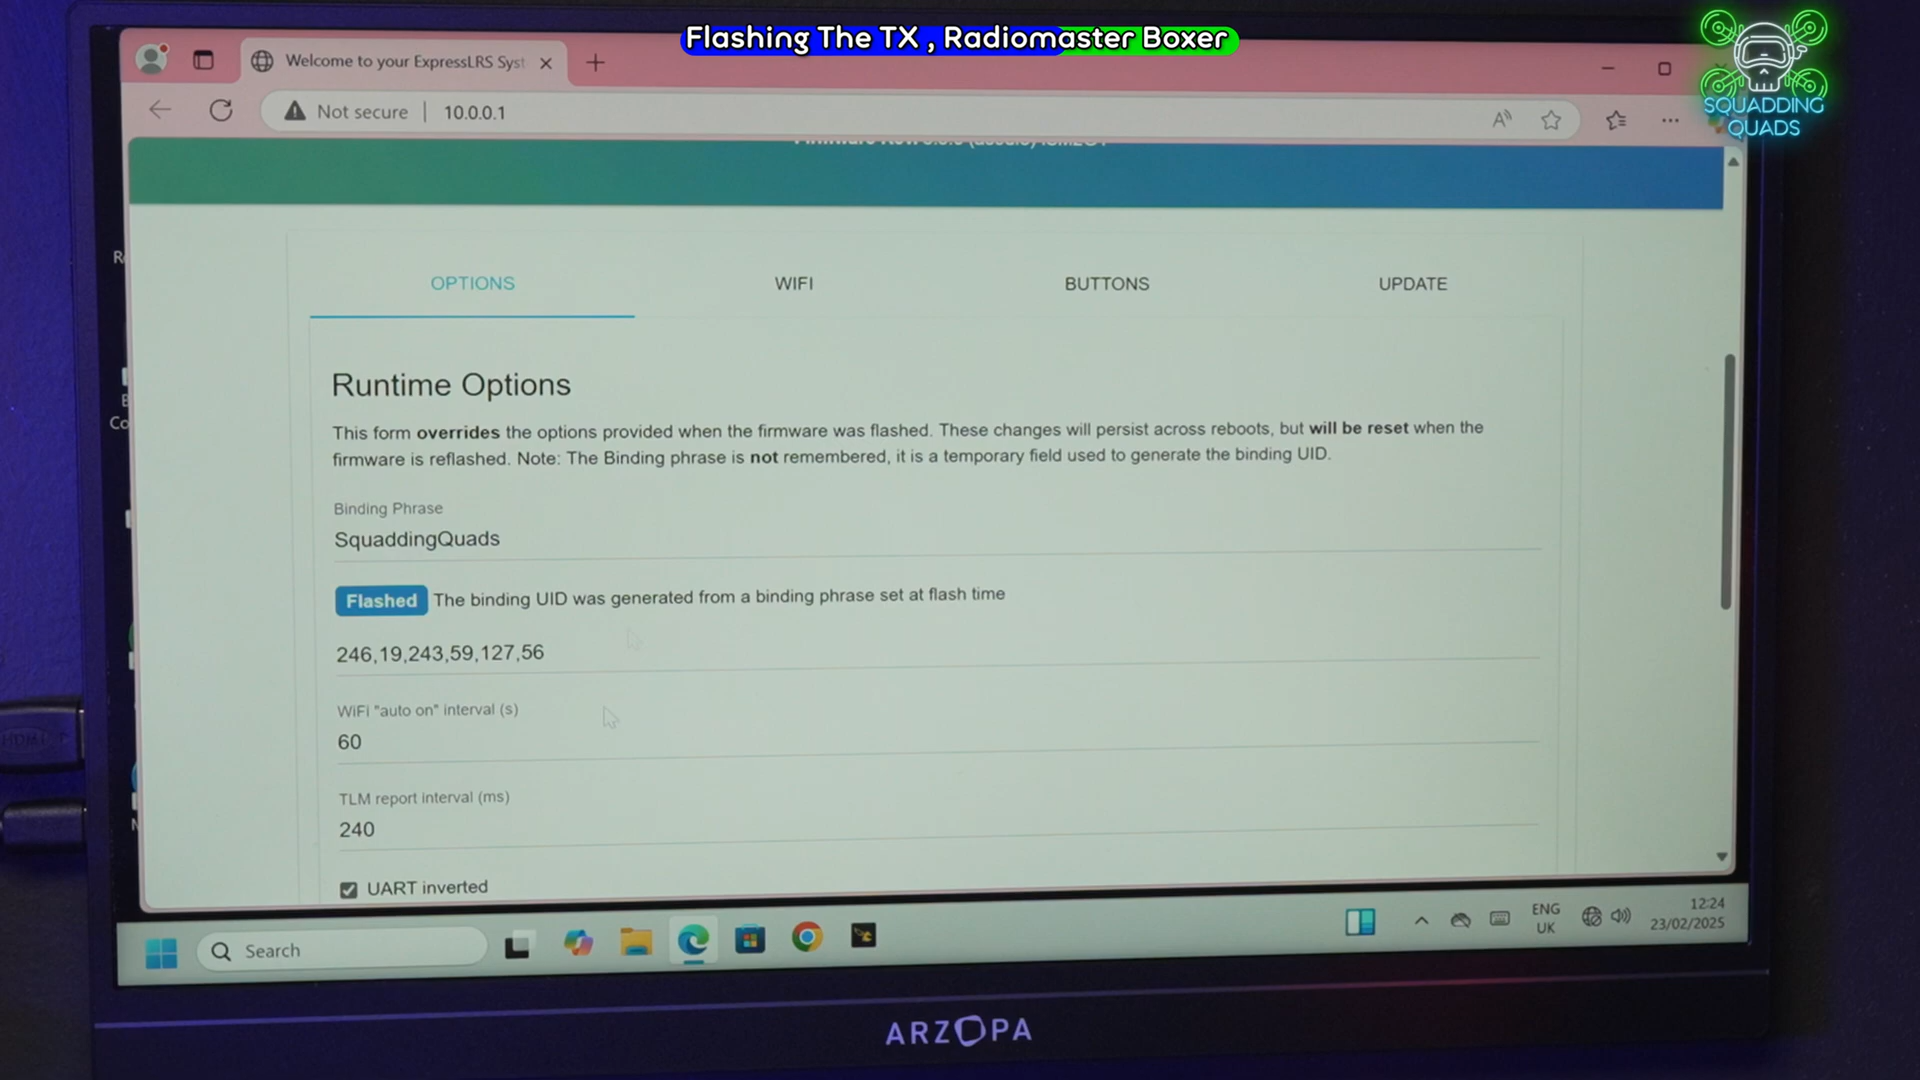 Flashing The TX , Radiomaster Boxer
SQUADDING
QUADS
Welcome to your ExpressLRS Syst
Not secure
10.0.0.1
OPTIONS
WIFI
BUTTONS
UPDATE
Runtime Options
This form overrides the options provided when the firmware was flashed. These changes will persist across reboots, but will be reset when the
firmware is reflashed. Note: The Binding phrase is not remembered, it is a temporary field used to generate the binding UID.
Binding Phrase
SquaddingQuads
Flashed The binding UID was generated from a binding phrase set at flash time
246,19,243,59,127,56
WiFi "auto on" interval (s)
60
TLM report interval (ms)
240
UART inverted
Search
ENG
UK
12:24
23/02/2025
ARZOPA